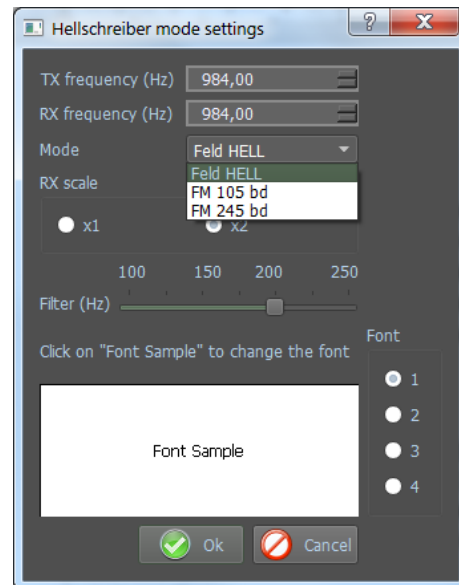 Hellschreiber mode settings
?
X
TX frequency (Hz) 984,00
RX frequency (Hz) 984,00
Mode Feld HELL
Feld HELL
FM 105 bd
FM 245 bd
RX scale
x1 x2
100 150 200 250
Filter (Hz)
Click on "Font Sample" to change the font
Font Sample
Font
1
2
3
4
Ok Cancel